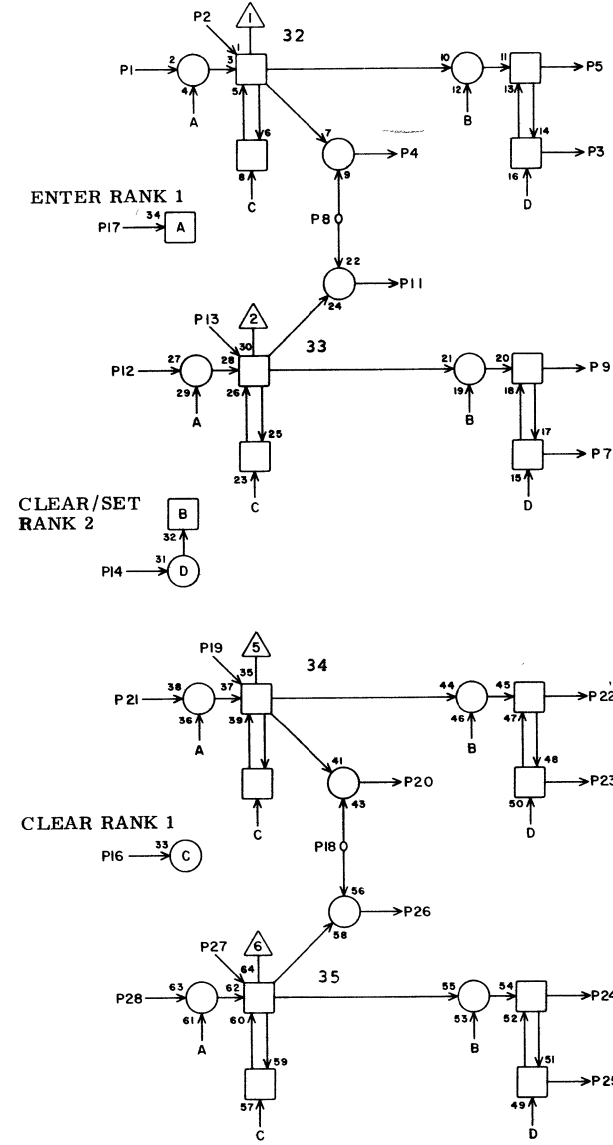 1
P2 32
1
P1 2 3 10 11 P5
4 5 12 13
A 6 7 B 14
8 9 P4 16 P3
C D
ENTER RANK 1
P17 34 A P8
22
2 24 P11
P13 30 33
P12 27 28 21 20 P9
29 26 19 18
A 25 B 17
23 15 P7
C D
CLEAR/SET
RANK 2
B
32
31
P14 D
5
P19 35 34
P21 38 37 44 45 P22
36 39 46 47
A 41 B 48
43 P20 50 P23
C D
CLEAR RANK 1
P16 33 C P18
56
6 58 P26
P27 64 35
P28 63 62 55 54 P24
61 60 53 52
A 59 B 51
57 49 P25
C D